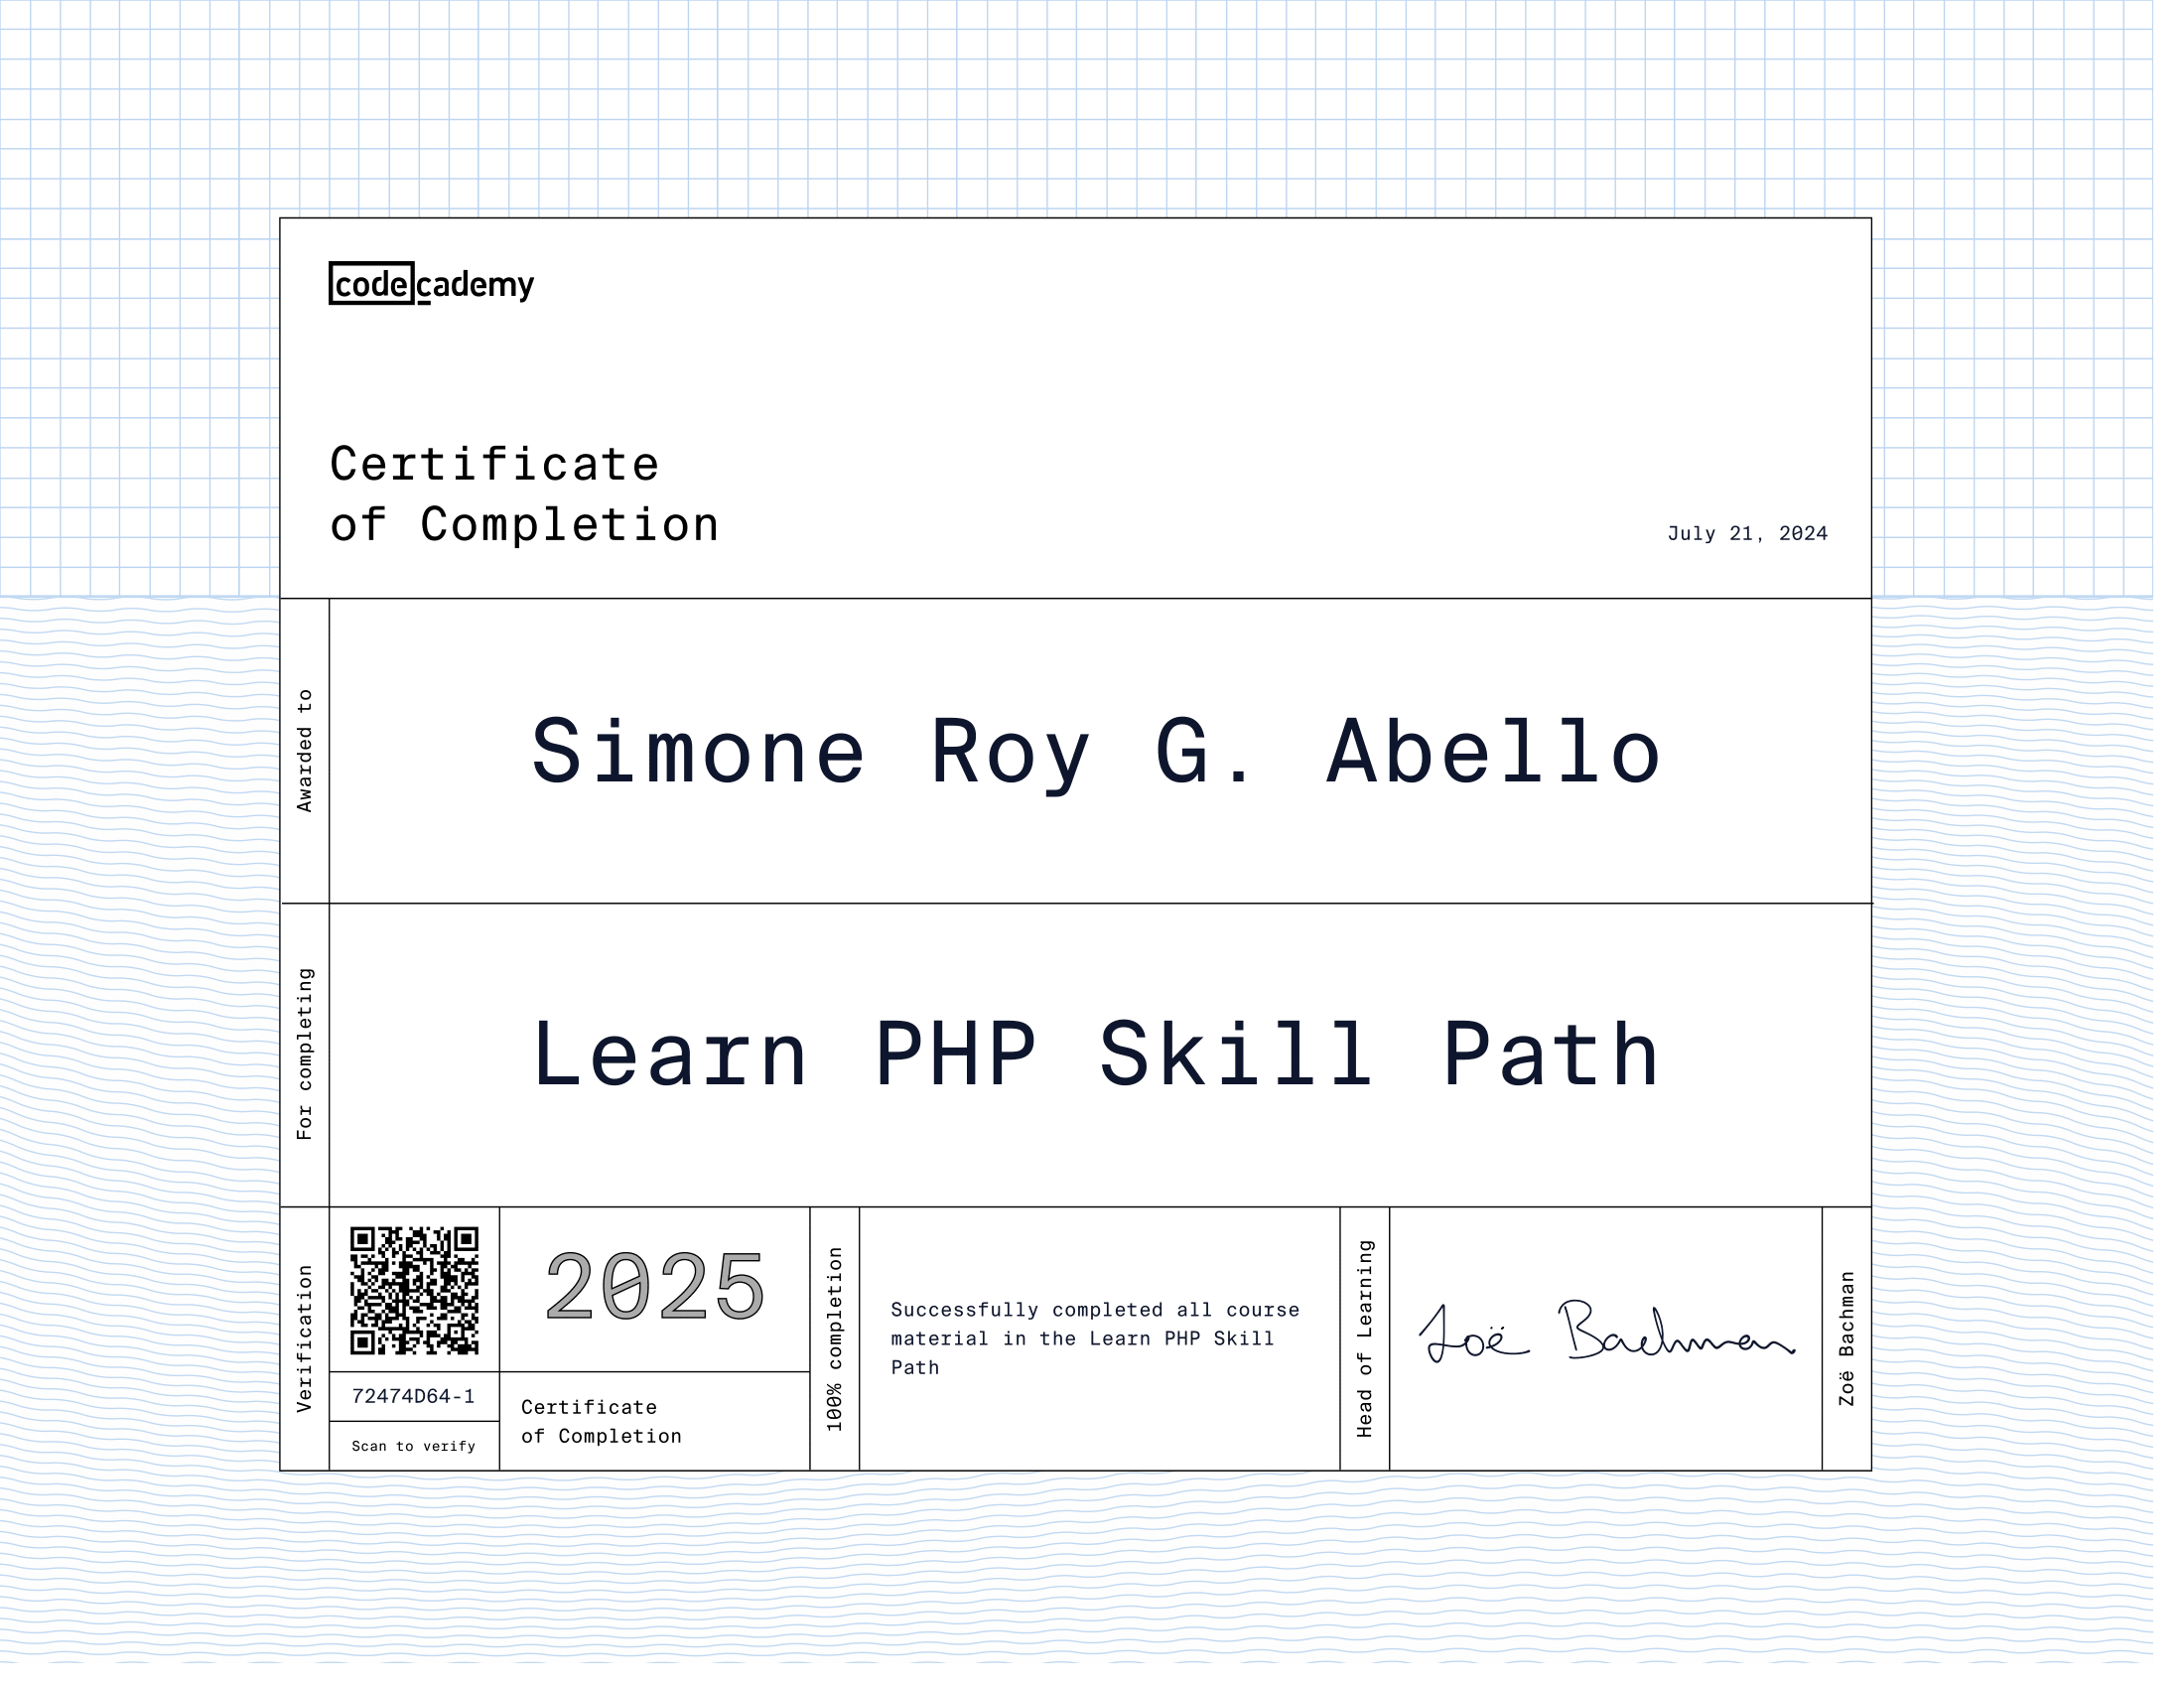 codecademy
Certificate
of Completion
July 21, 2024
Awarded to
Simone Roy G. Abello
For completing
Learn PHP Skill Path
Verification
72474D64-1
Scan to verify
2025
Certificate
of Completion
100% completion
Successfully completed all course
material in the Learn PHP Skill
Path
Head of Learning
Zoë Bachman
Zoë Bachman